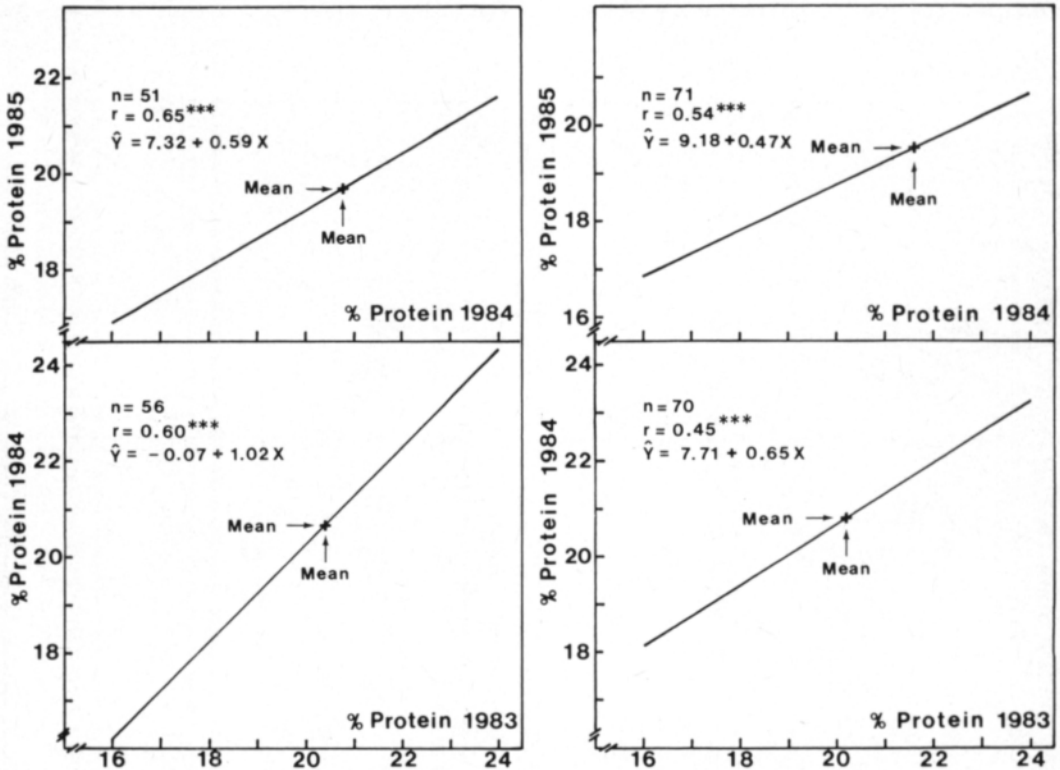 22
20
18
% Protein 1985
n = 51
r = 0.65***
Ŷ = 7.32 + 0.59 X
Mean
Mean
% Protein 1984
20
18
16
% Protein 1985
n = 71
r = 0.54***
Ŷ = 9.18 + 0.47X
Mean
Mean
% Protein 1984
24
22
20
18
% Protein 1984
n = 56
r = 0.60***
Ŷ = −0.07 + 1.02 X
Mean
Mean
% Protein 1983
16 18 20 22 24
24
22
20
18
% Protein 1984
n = 70
r = 0.45***
Ŷ = 7.71 + 0.65X
Mean
Mean
% Protein 1983
16 18 20 22 24